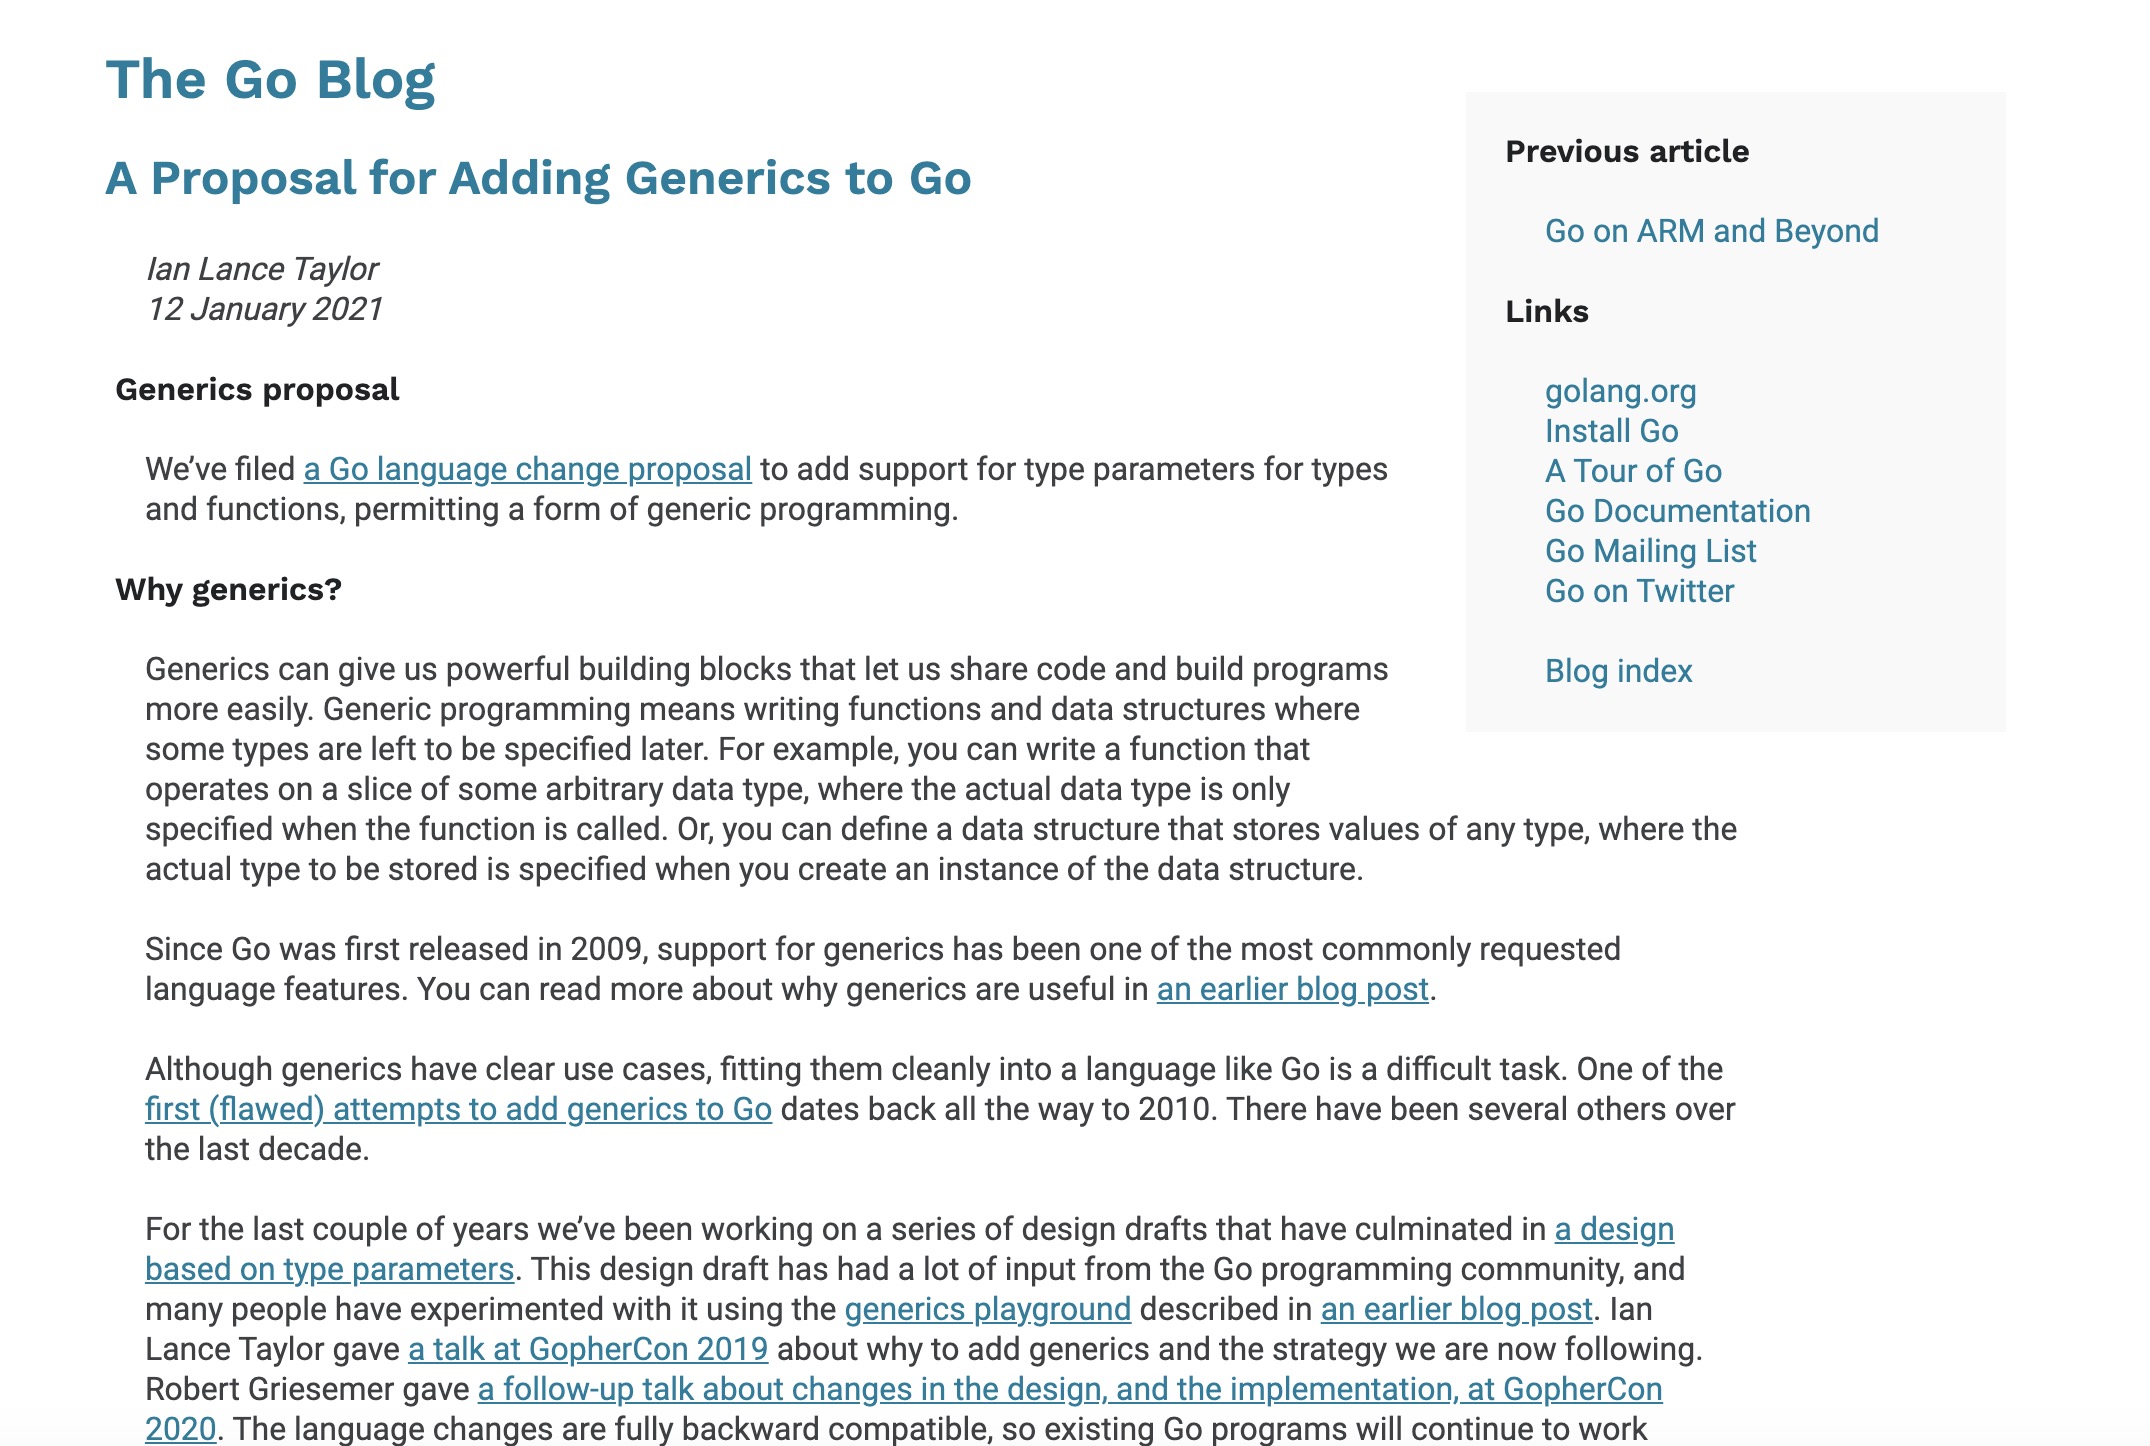 The Go Blog
A Proposal for Adding Generics to Go
Ian Lance Taylor
12 January 2021
Generics proposal
We’ve filed a Go language change proposal to add support for type parameters for types
and functions, permitting a form of generic programming.
Why generics?
Generics can give us powerful building blocks that let us share code and build programs
more easily. Generic programming means writing functions and data structures where
some types are left to be specified later. For example, you can write a function that
operates on a slice of some arbitrary data type, where the actual data type is only
specified when the function is called. Or, you can define a data structure that stores values of any type, where the
actual type to be stored is specified when you create an instance of the data structure.
Since Go was first released in 2009, support for generics has been one of the most commonly requested
language features. You can read more about why generics are useful in an earlier blog post.
Although generics have clear use cases, fitting them cleanly into a language like Go is a difficult task. One of the
first (flawed) attempts to add generics to Go dates back all the way to 2010. There have been several others over
the last decade.
For the last couple of years we’ve been working on a series of design drafts that have culminated in a design
based on type parameters. This design draft has had a lot of input from the Go programming community, and
many people have experimented with it using the generics playground described in an earlier blog post. Ian
Lance Taylor gave a talk at GopherCon 2019 about why to add generics and the strategy we are now following.
Robert Griesemer gave a follow-up talk about changes in the design, and the implementation, at GopherCon
2020. The language changes are fully backward compatible, so existing Go programs will continue to work
Previous article
Go on ARM and Beyond
Links
golang.org
Install Go
A Tour of Go
Go Documentation
Go Mailing List
Go on Twitter
Blog index